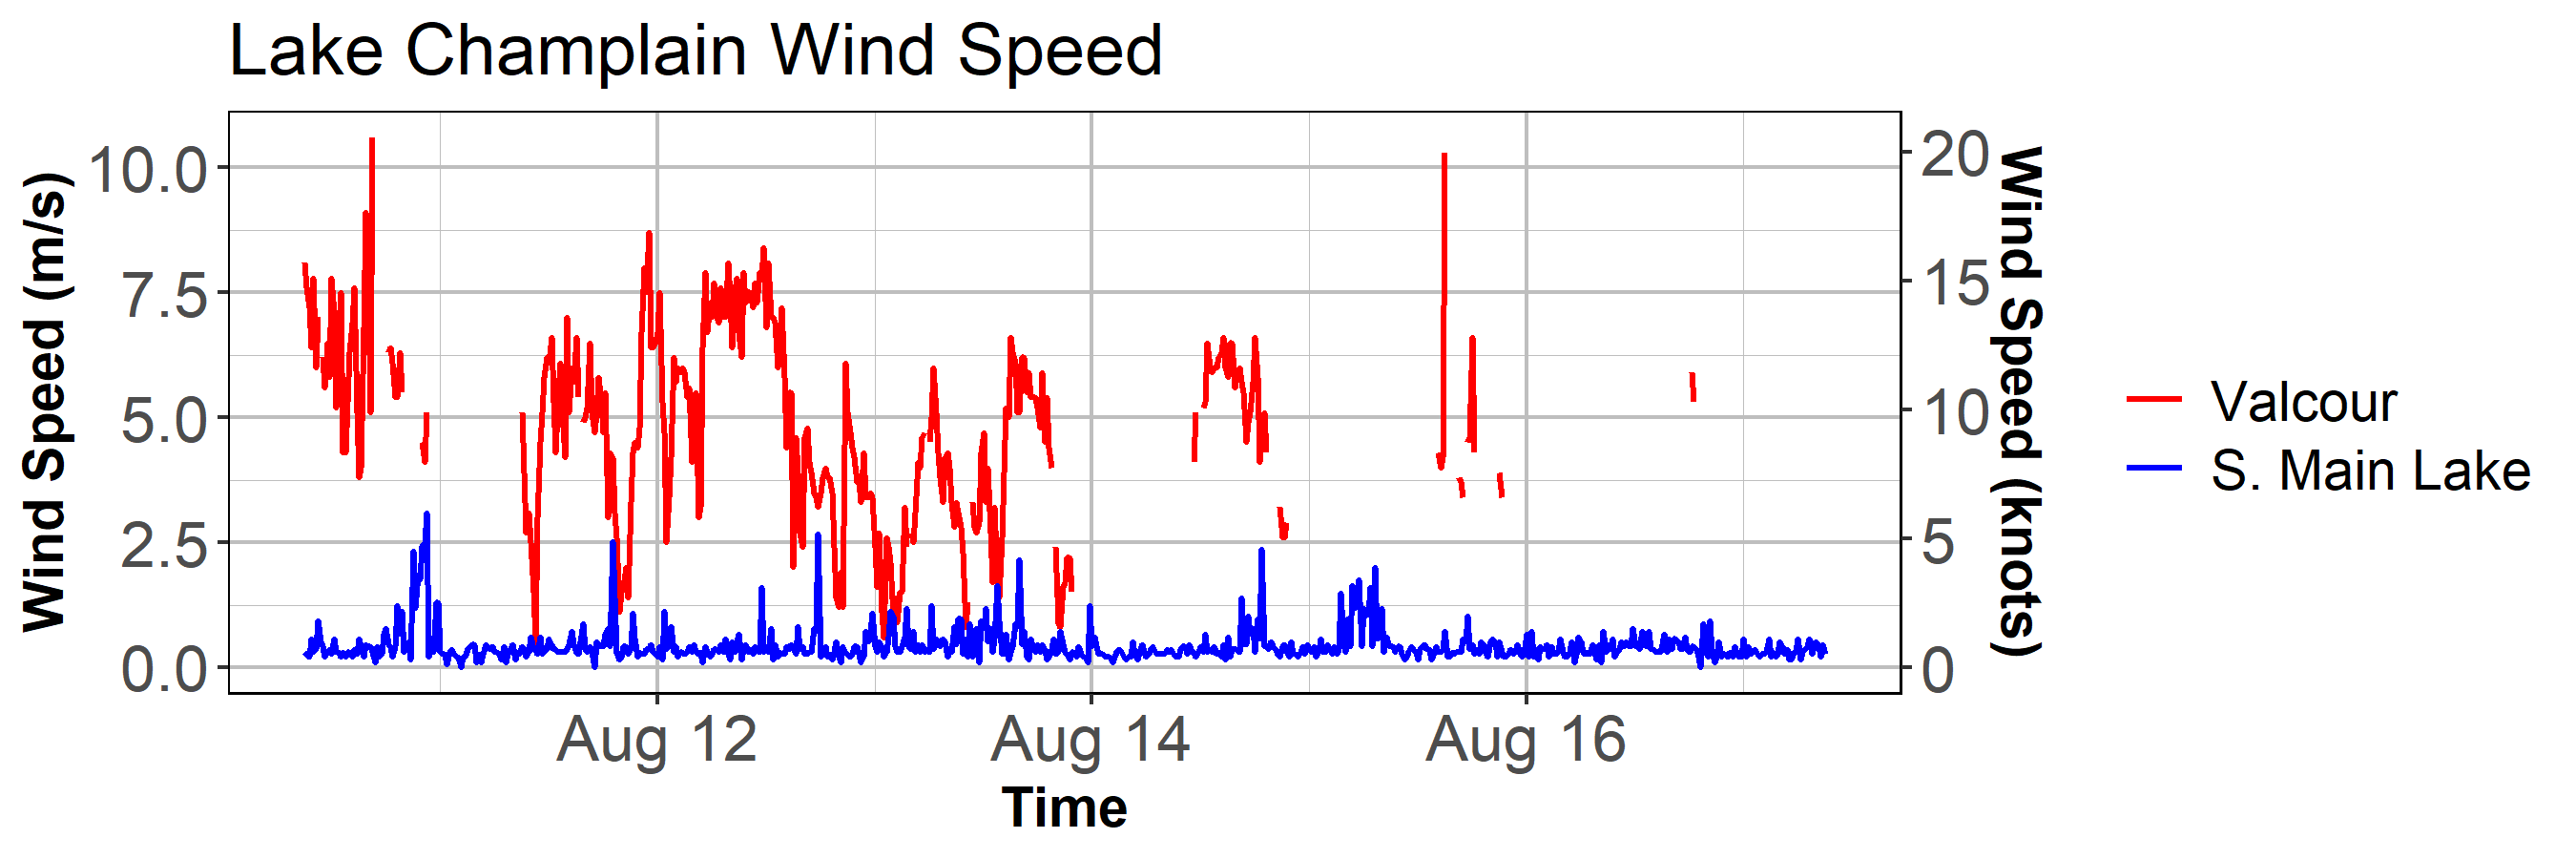 Lake Champlain Wind Speed
Wind Speed (m/s)
10.0
7.5
5.0
2.5
0.0
20
15
10
5
0
Wind Speed (knots)
Aug 12
Aug 14
Aug 16
Time
Valcour
S. Main Lake